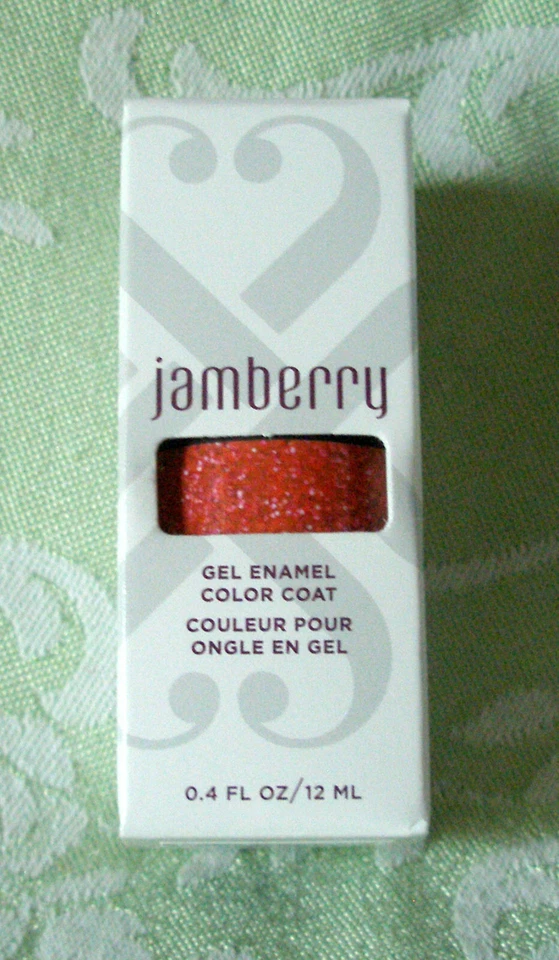 jamberry
GEL ENAMEL
COLOR COAT
COULEUR POUR
ONGLE EN GEL
0.4 FL OZ/12 ML